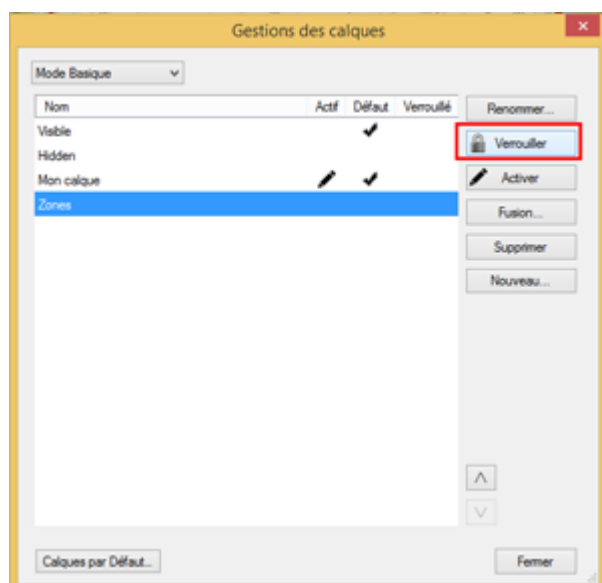 Gestions des calques
Mode Basique
Nom Actif Défaut Verrouillé
Renommer...
Visible
Verrouiller
Hidden
Mon calque
Activer
Zones
Fusion...
Supprimer
Nouveau...
Calques par Défaut...
Fermer